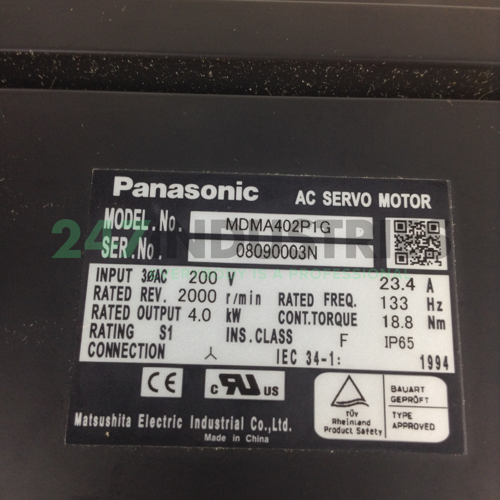 Panasonic AC SERVO MOTOR
MODEL.No. MDMA402P1G
SER.No. 08090003N
INPUT 3øAC 200 V 23.4 A
RATED REV. 2000 r/min RATED FREQ. 133 Hz
RATED OUTPUT 4.0 kW CONT.TORQUE 18.8 Nm
RATING S1 INS.CLASS F IP65
CONNECTION IEC 34-1: 1994
CE c UR US
TÜV
Rheinland
Product Safety
BAUART
GEPRÜFT
TYPE
APPROVED
Matsushita Electric Industrial Co.,Ltd.
Made in China
247 INDUSTRIES